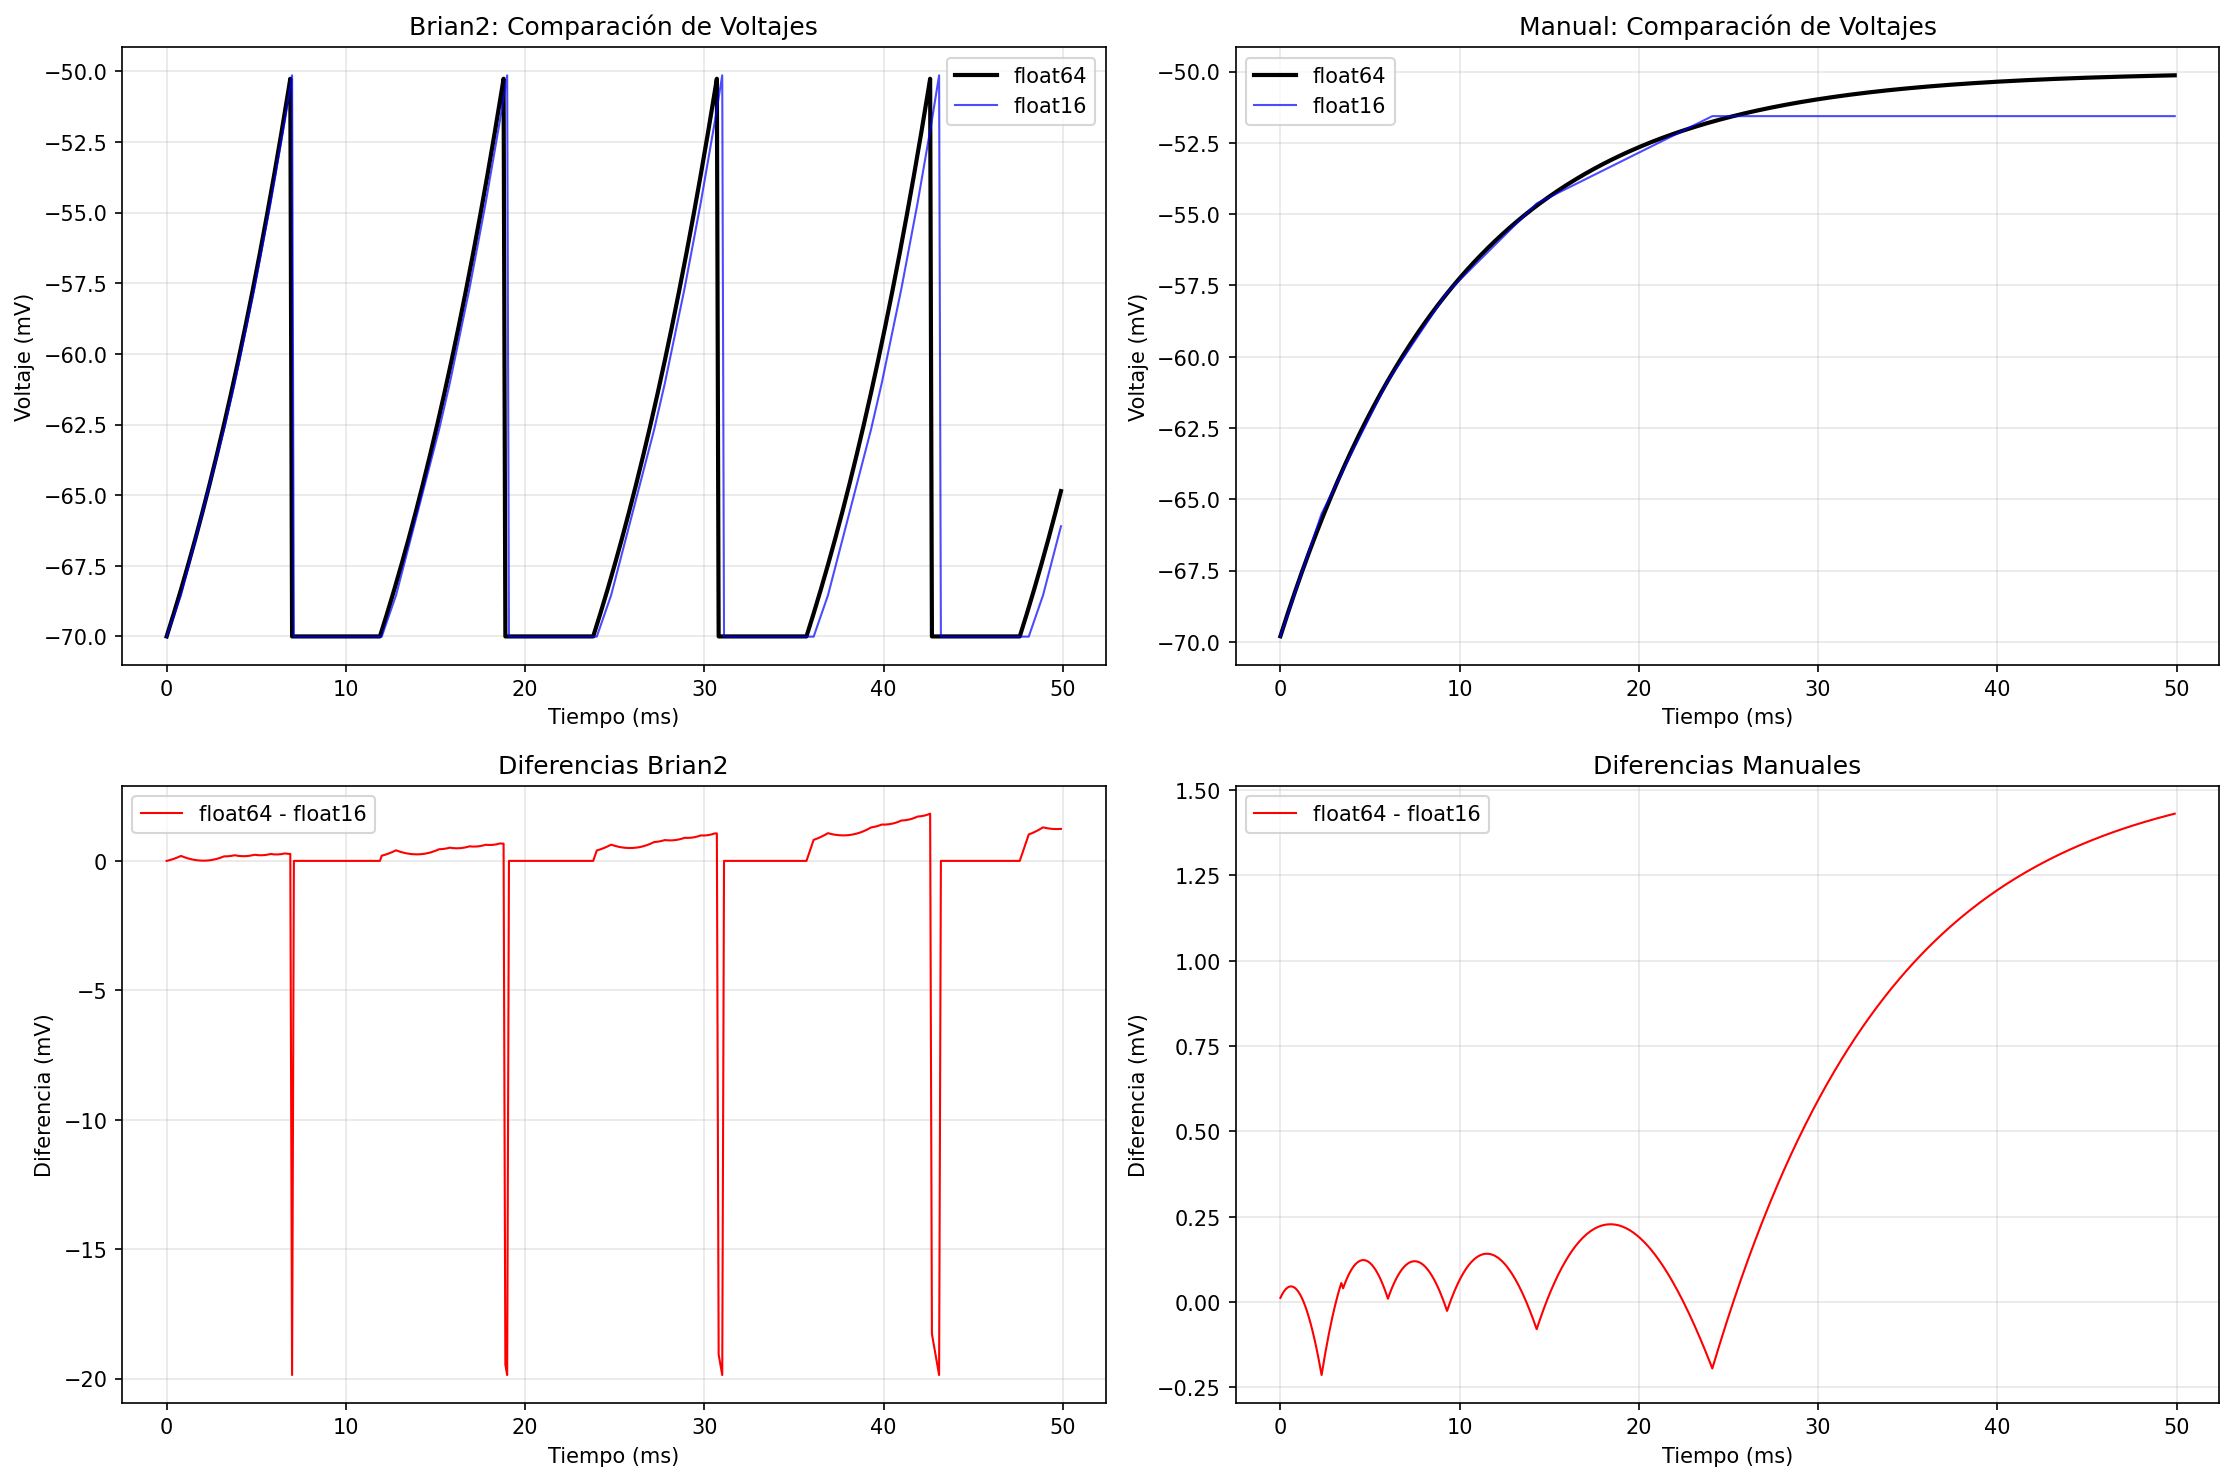 Brian2: Comparación de Voltajes
−50.0
−52.5
−55.0
−57.5
−60.0
−62.5
−65.0
−67.5
−70.0
Voltaje (mV)
float64
float16
0 10 20 30 40 50
Tiempo (ms)
Manual: Comparación de Voltajes
−50.0
−52.5
−55.0
−57.5
−60.0
−62.5
−65.0
−67.5
−70.0
Voltaje (mV)
float64
float16
0 10 20 30 40 50
Tiempo (ms)
Diferencias Brian2
0
−5
−10
−15
−20
Diferencia (mV)
float64 - float16
0 10 20 30 40 50
Tiempo (ms)
Diferencias Manuales
1.50
1.25
1.00
0.75
0.50
0.25
0.00
−0.25
Diferencia (mV)
float64 - float16
0 10 20 30 40 50
Tiempo (ms)